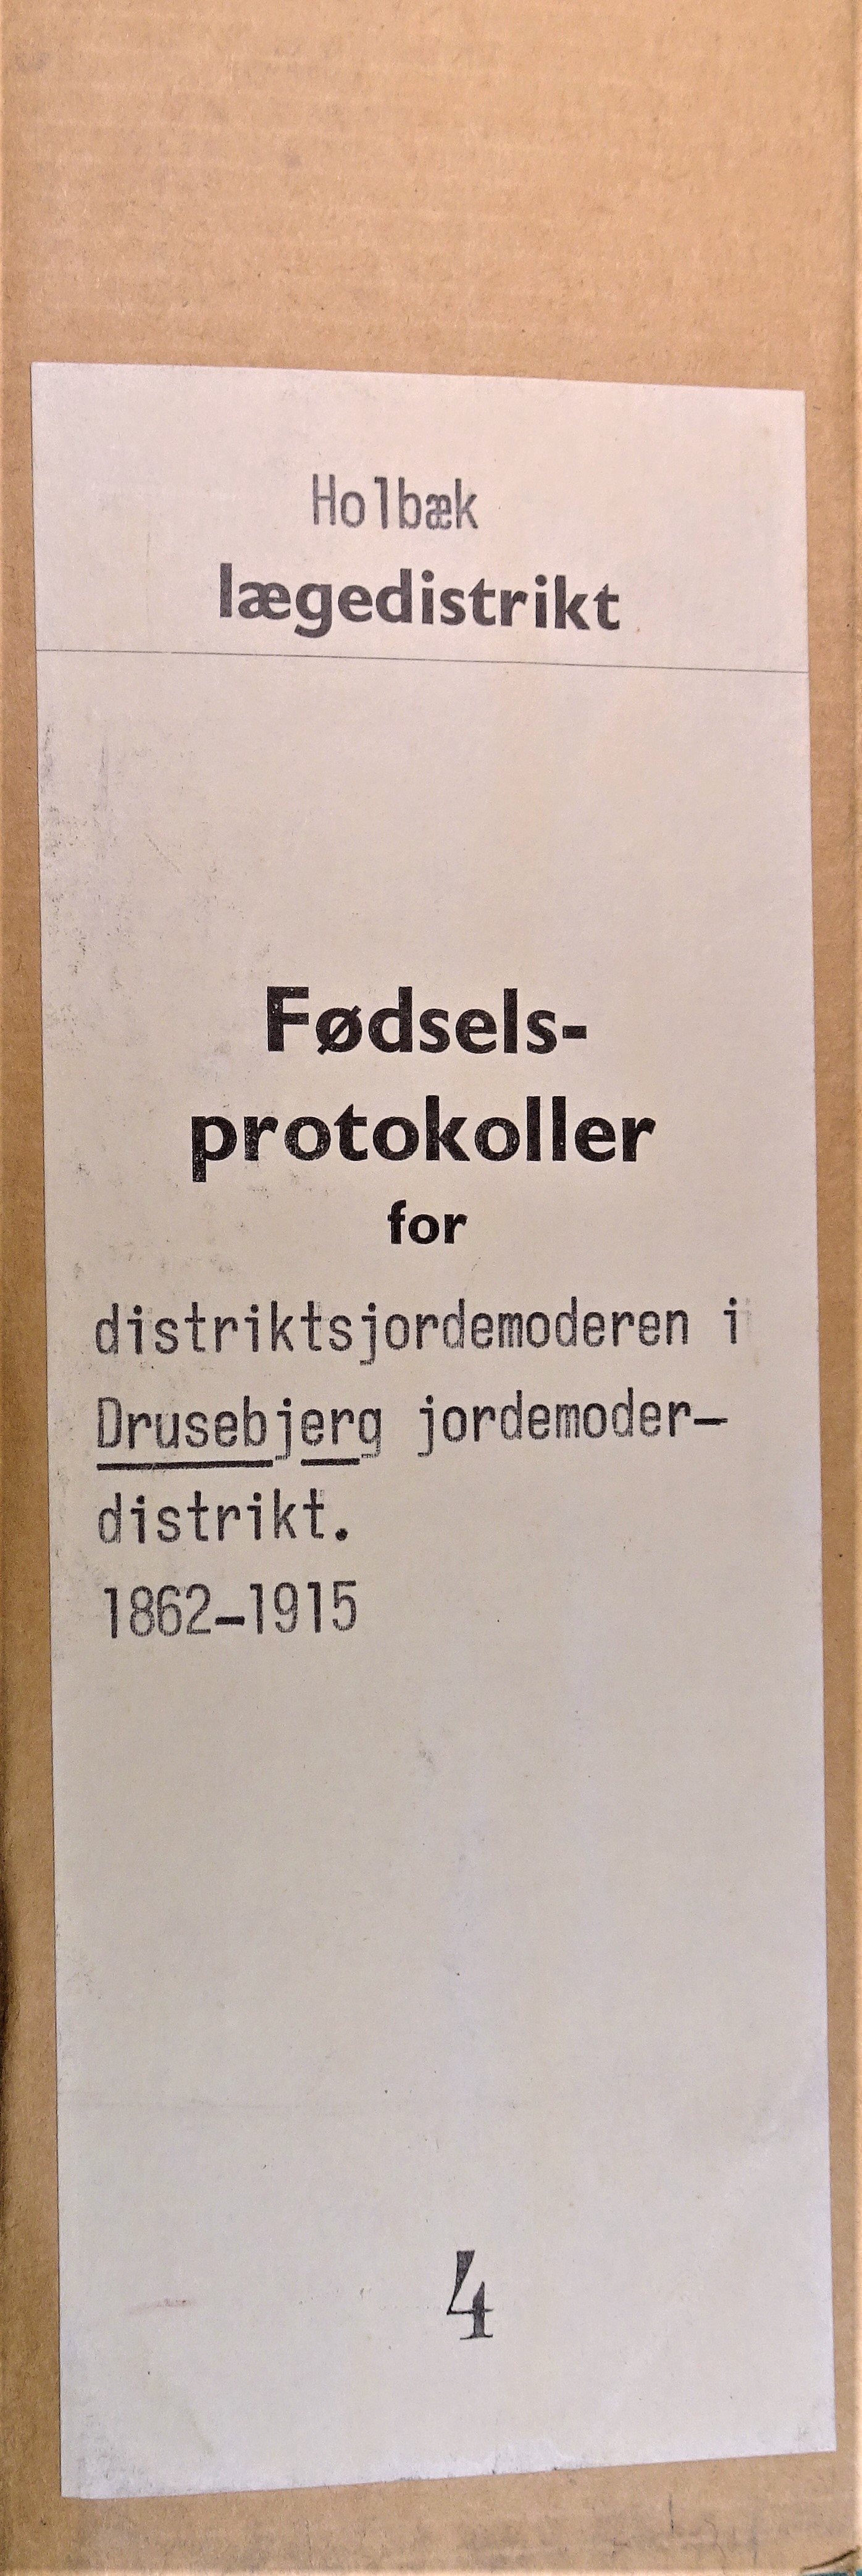 Holbæk
lægedistrikt
Fødsels-
protokoller
for
distriktsjordemoderen i
Drusebjerg jordemoder-
distrikt.
1862-1915
4